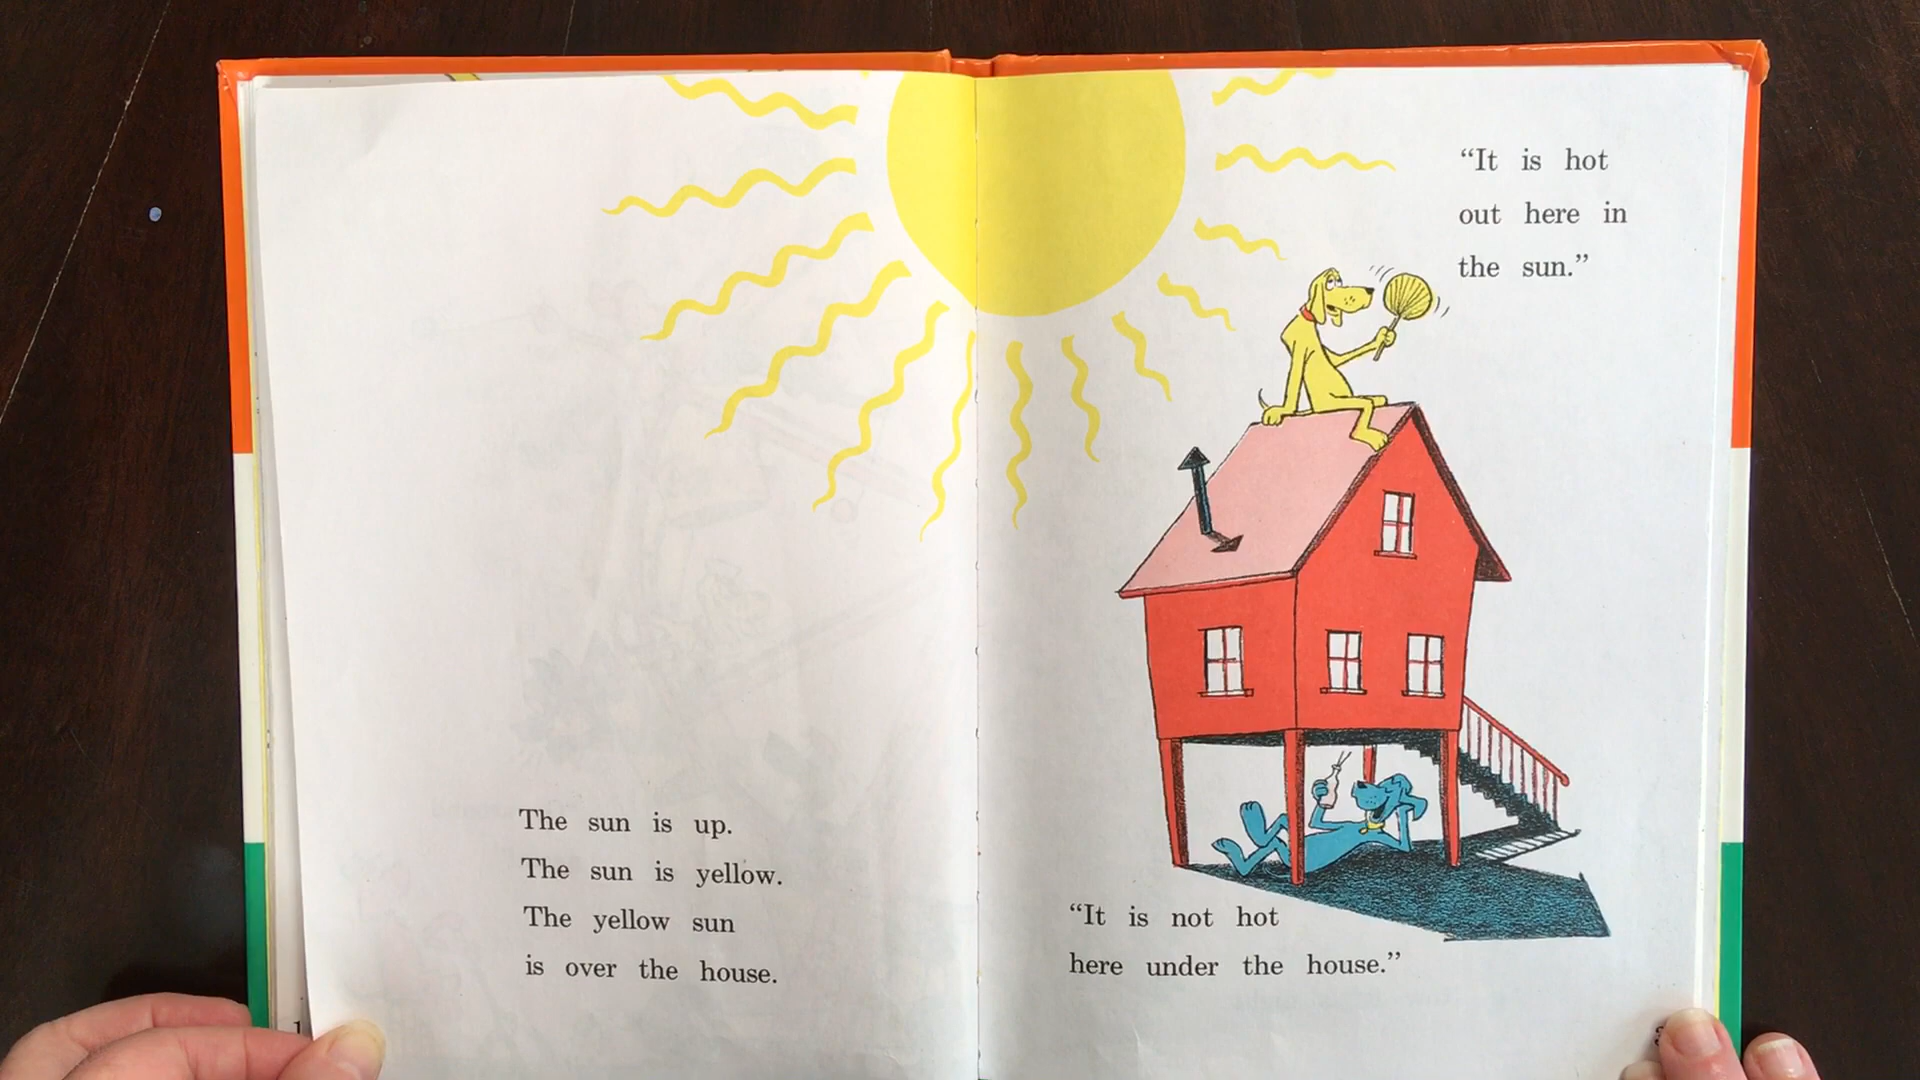 The sun is up.
The sun is yellow.
The yellow sun
is over the house.
1
“It is hot
out here in
the sun.”
“It is not hot
here under the house.”